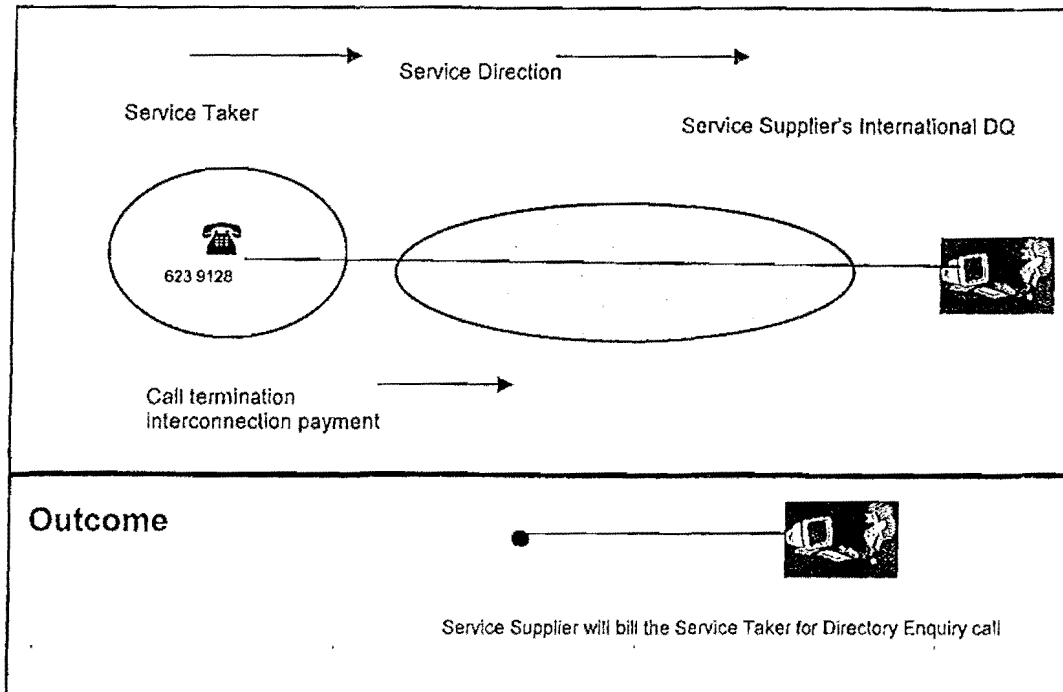 Service Direction
Service Taker
Service Supplier's International DQ
623 9128
Call termination
interconnection payment
Outcome
Service Supplier will bill the Service Taker for Directory Enquiry call